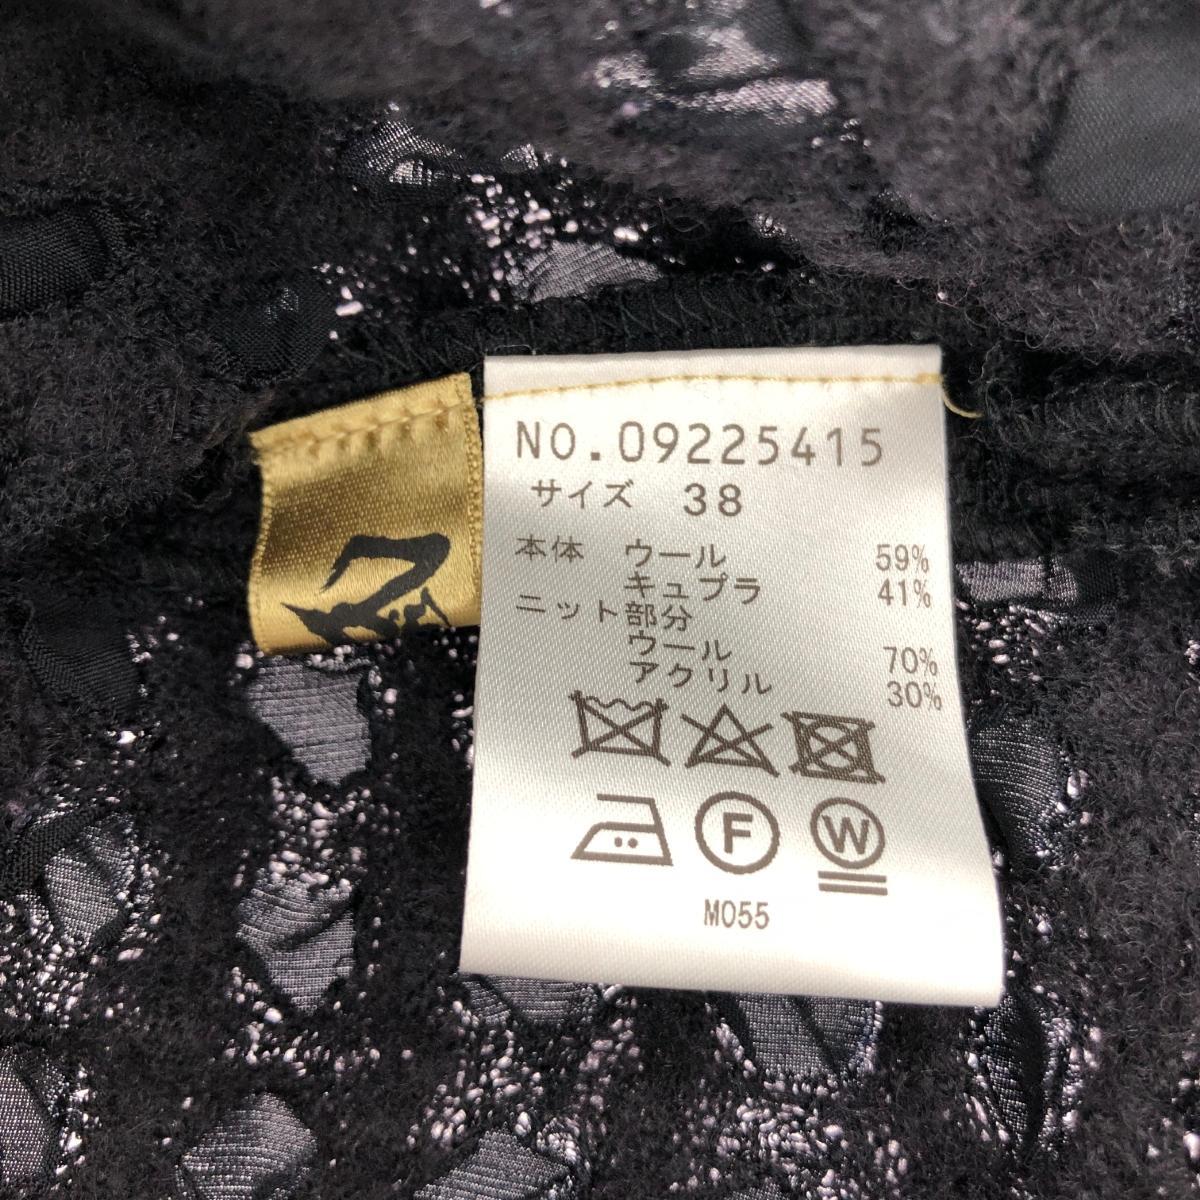 NO.09225415
サイズ 38
本体 ウール 59%
キュプラ 41%
ニット部分
ウール 70%
アクリル 30%
F W
M055